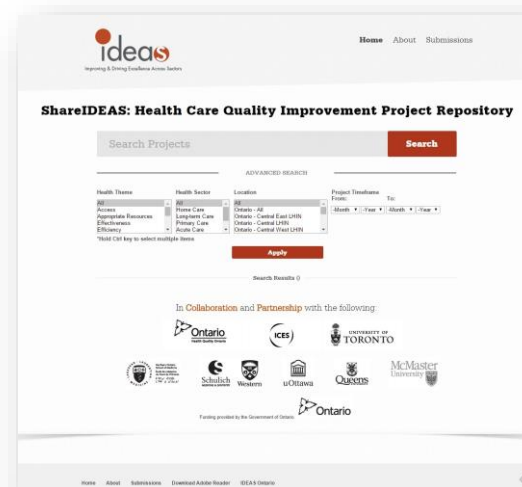 ideas
Improving & Driving Excellence Across Sectors
Home About Submissions
ShareIDEAS: Health Care Quality Improvement Project Repository
Search Projects
Search
ADVANCED SEARCH
Health Theme
All
Access
Appropriate Resources
Effectiveness
Efficiency
*Hold Ctrl key to select multiple items
Health Sector
All
Home Care
Long-term Care
Primary Care
Acute Care
Location
All
Ontario - All
Ontario - Central East LHIN
Ontario - Central LHIN
Ontario - Central West LHIN
Project Timeframe
From: To:
-Month -Year -Month -Year
Apply
Search Results ()
In Collaboration and Partnership with the following:
Ontario
Health Quality Ontario
ICES
UNIVERSITY OF
TORONTO
Schulich
Western
uOttawa
Queens
McMaster
University
Funding provided by the Government of Ontario
Ontario
Home About Submissions Download Adobe Reader IDEAS Ontario